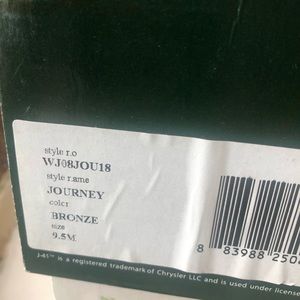 style no
WJ08JOU18
style name
JOURNEY
color
BRONZE
size
9.5M
8 83988 250
J-41™ is a registered trademark of Chrysler LLC and is used under license